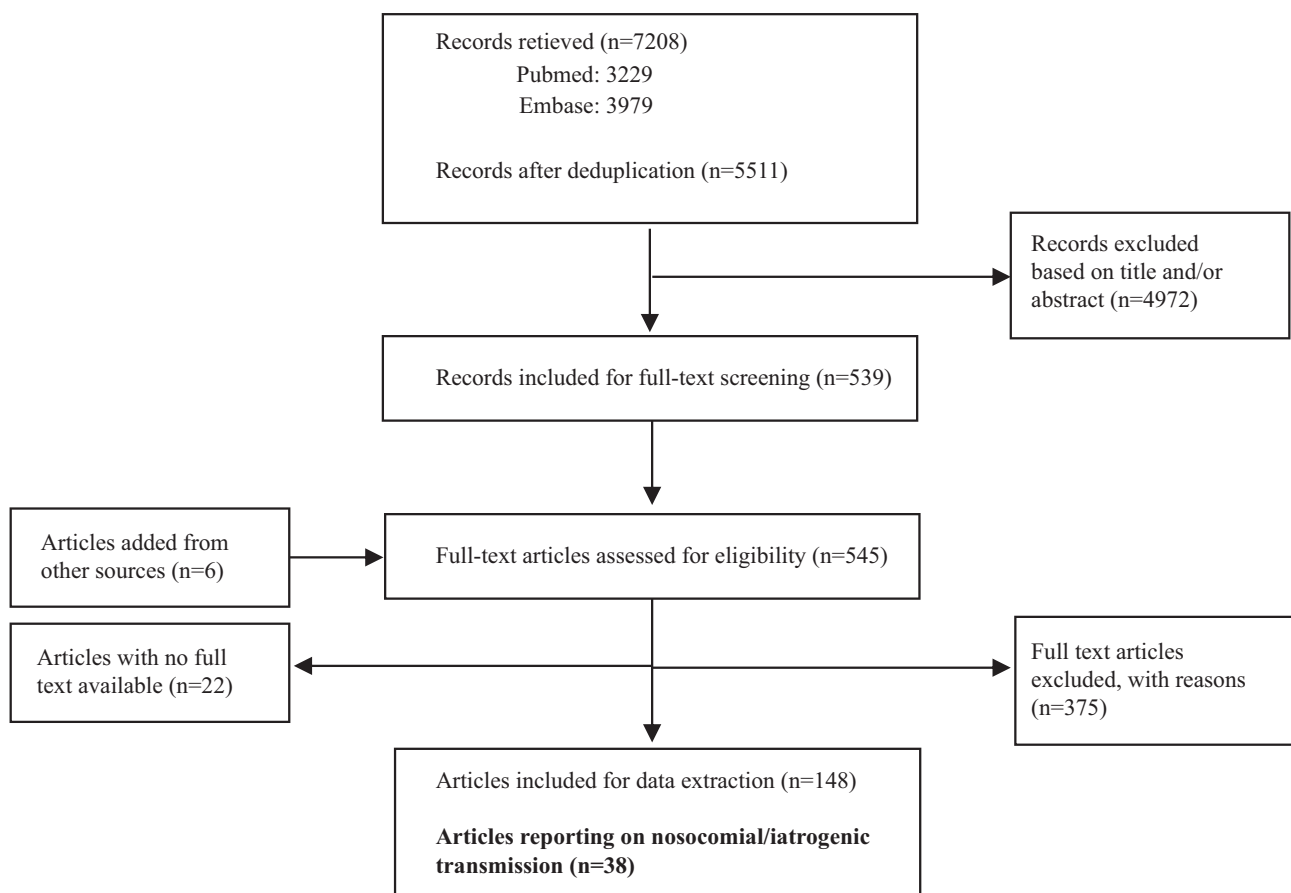 Records retieved (n=7208)
Pubmed: 3229
Embase: 3979
Records after deduplication (n=5511)
Records excluded
based on title and/or
abstract (n=4972)
Records included for full-text screening (n=539)
Articles added from
other sources (n=6)
Full-text articles assessed for eligibility (n=545)
Articles with no full
text available (n=22)
Full text articles
excluded, with reasons
(n=375)
Articles included for data extraction (n=148)
Articles reporting on nosocomial/iatrogenic
transmission (n=38)